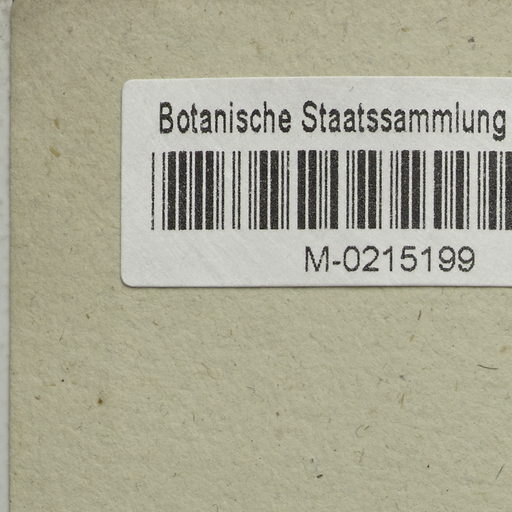 Botanische Staatssammlung
M-0215199